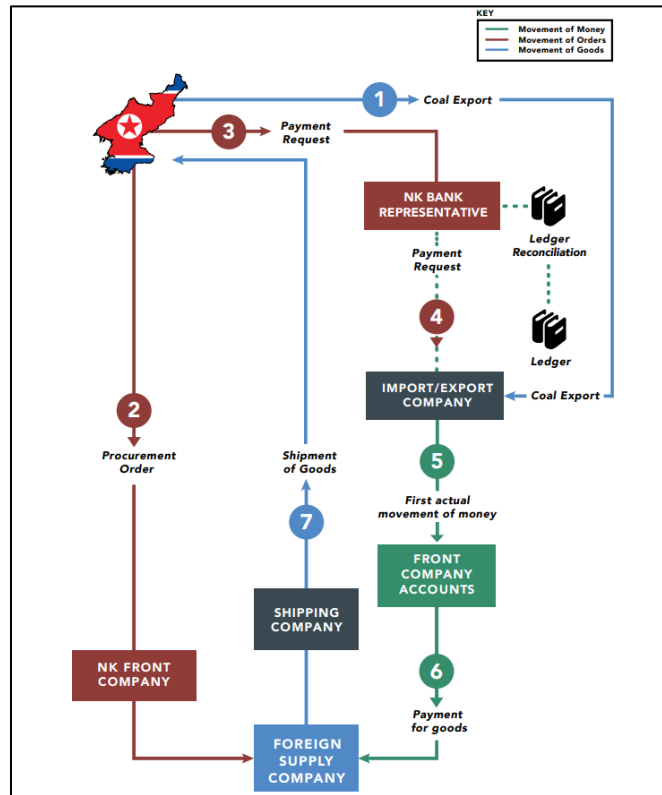 KEY
Movement of Money
Movement of Orders
Movement of Goods
1
Coal Export
3
Payment
Request
NK BANK
REPRESENTATIVE
Ledger
Reconciliation
Payment
Request
4
Ledger
IMPORT/EXPORT
COMPANY
Coal Export
2
Procurement
Order
Shipment
of Goods
5
First actual
movement of money
7
FRONT
COMPANY
ACCOUNTS
SHIPPING
COMPANY
NK FRONT
COMPANY
6
Payment
for goods
FOREIGN
SUPPLY
COMPANY